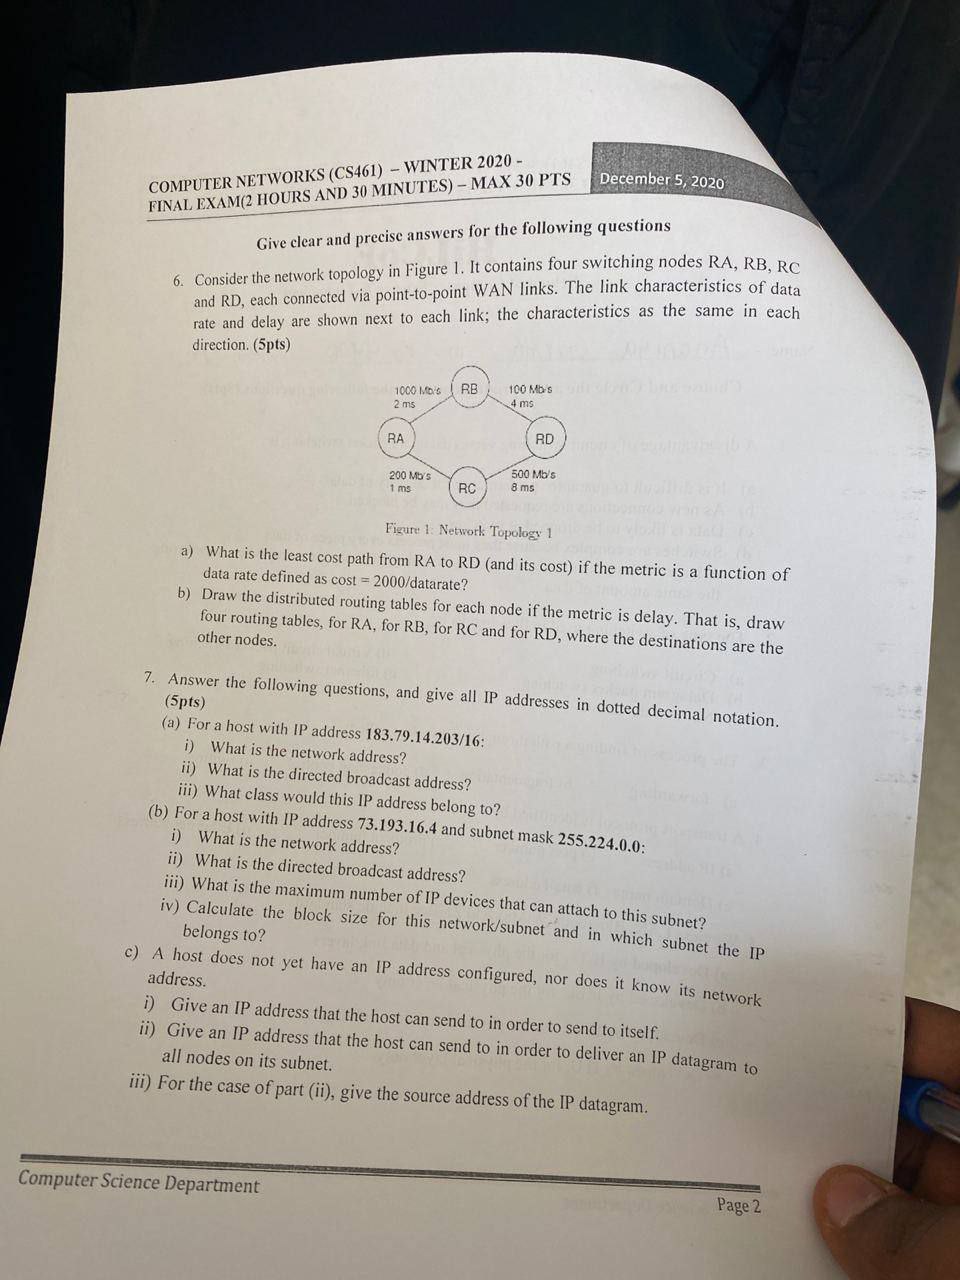 COMPUTER NETWORKS (CS461) – WINTER 2020 -
FINAL EXAM(2 HOURS AND 30 MINUTES) – MAX 30 PTS
December 5, 2020
Give clear and precise answers for the following questions
6. Consider the network topology in Figure 1. It contains four switching nodes RA, RB, RC
and RD, each connected via point-to-point WAN links. The link characteristics of data
rate and delay are shown next to each link; the characteristics as the same in each
direction. (5pts)
1000 Mb/s
2 ms
RB
100 Mb/s
4 ms
RA
RD
200 Mb/s
1 ms
RC
500 Mb/s
8 ms
Figure 1: Network Topology 1
a) What is the least cost path from RA to RD (and its cost) if the metric is a function of
data rate defined as cost = 2000/datarate?
b) Draw the distributed routing tables for each node if the metric is delay. That is, draw
four routing tables, for RA, for RB, for RC and for RD, where the destinations are the
other nodes.
7. Answer the following questions, and give all IP addresses in dotted decimal notation.
(5pts)
(a) For a host with IP address 183.79.14.203/16:
i) What is the network address?
ii) What is the directed broadcast address?
iii) What class would this IP address belong to?
(b) For a host with IP address 73.193.16.4 and subnet mask 255.224.0.0:
i) What is the network address?
ii) What is the directed broadcast address?
iii) What is the maximum number of IP devices that can attach to this subnet?
iv) Calculate the block size for this network/subnet and in which subnet the IP
belongs to?
c) A host does not yet have an IP address configured, nor does it know its network
address.
i) Give an IP address that the host can send to in order to send to itself.
ii) Give an IP address that the host can send to in order to deliver an IP datagram to
all nodes on its subnet.
iii) For the case of part (ii), give the source address of the IP datagram.
Computer Science Department
Page 2